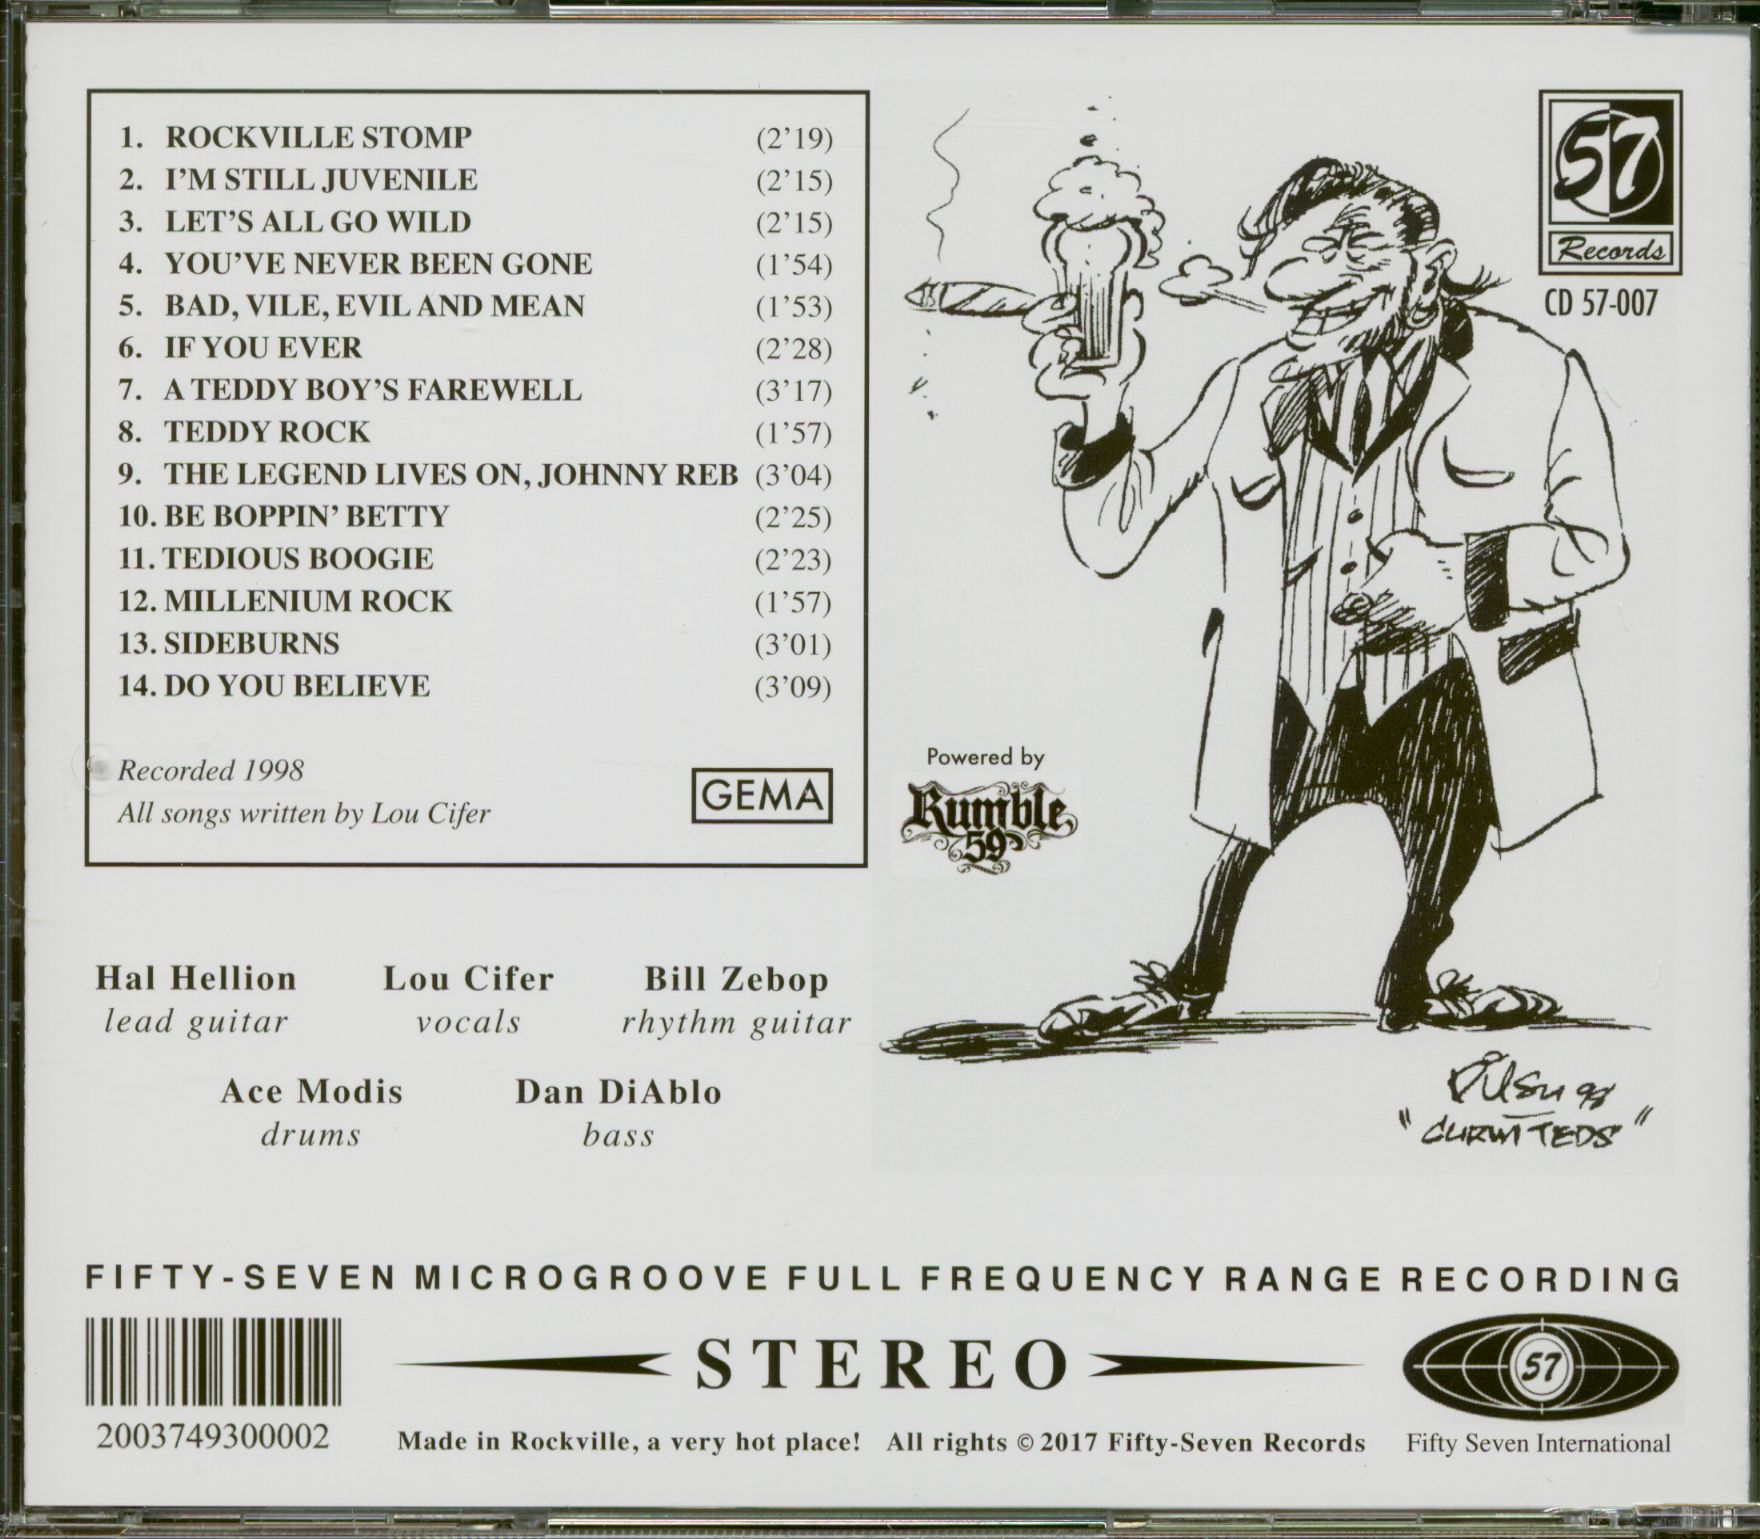 1. ROCKVILLE STOMP (2'19)
2. I'M STILL JUVENILE (2'15)
3. LET'S ALL GO WILD (2'15)
4. YOU'VE NEVER BEEN GONE (1'54)
5. BAD, VILE, EVIL AND MEAN (1'53)
6. IF YOU EVER (2'28)
7. A TEDDY BOY'S FAREWELL (3'17)
8. TEDDY ROCK (1'57)
9. THE LEGEND LIVES ON, JOHNNY REB (3'04)
10. BE BOPPIN' BETTY (2'25)
11. TEDIOUS BOOGIE (2'23)
12. MILLENIUM ROCK (1'57)
13. SIDEBURNS (3'01)
14. DO YOU BELIEVE (3'09)
Recorded 1998
All songs written by Lou Cifer
GEMA
57
Records
CD 57-007
Powered by
Rumble
59
Hal Hellion Lou Cifer Bill Zebop
lead guitar vocals rhythm guitar
Ace Modis Dan DiAblo
drums bass
98
TEDS"
FIFTY-SEVEN MICROGROOVE FULL FREQUENCY RANGE RECORDING
STEREO
57
2003749300002
Made in Rockville, a very hot place! All rights © 2017 Fifty-Seven Records
Fifty Seven International